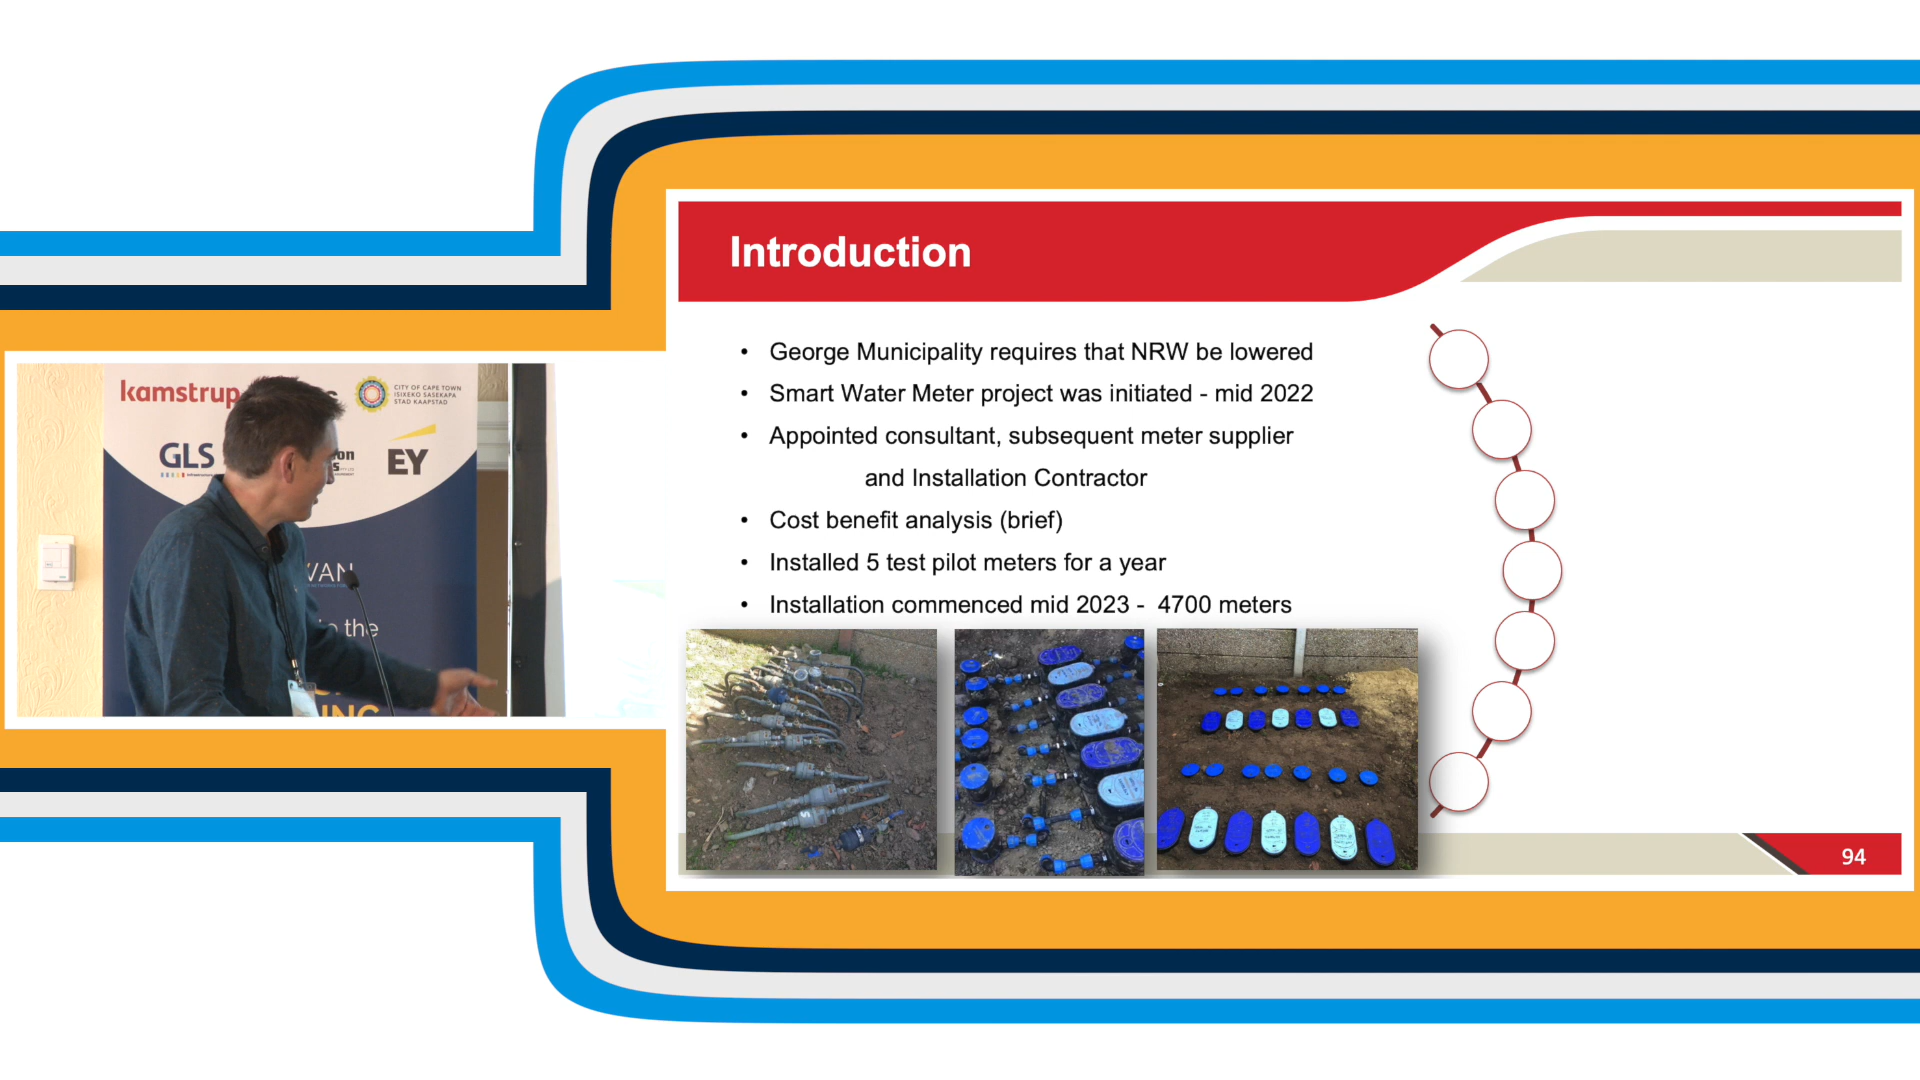 Introduction
• George Municipality requires that NRW be lowered
• Smart Water Meter project was initiated - mid 2022
• Appointed consultant, subsequent meter supplier
and Installation Contractor
• Cost benefit analysis (brief)
• Installed 5 test pilot meters for a year
• Installation commenced mid 2023 - 4700 meters
94
kamstrup
CITY OF CAPE TOWN
ISIXEKO SASEKAPA
STAD KAAPSTAD
GLS
EY
the